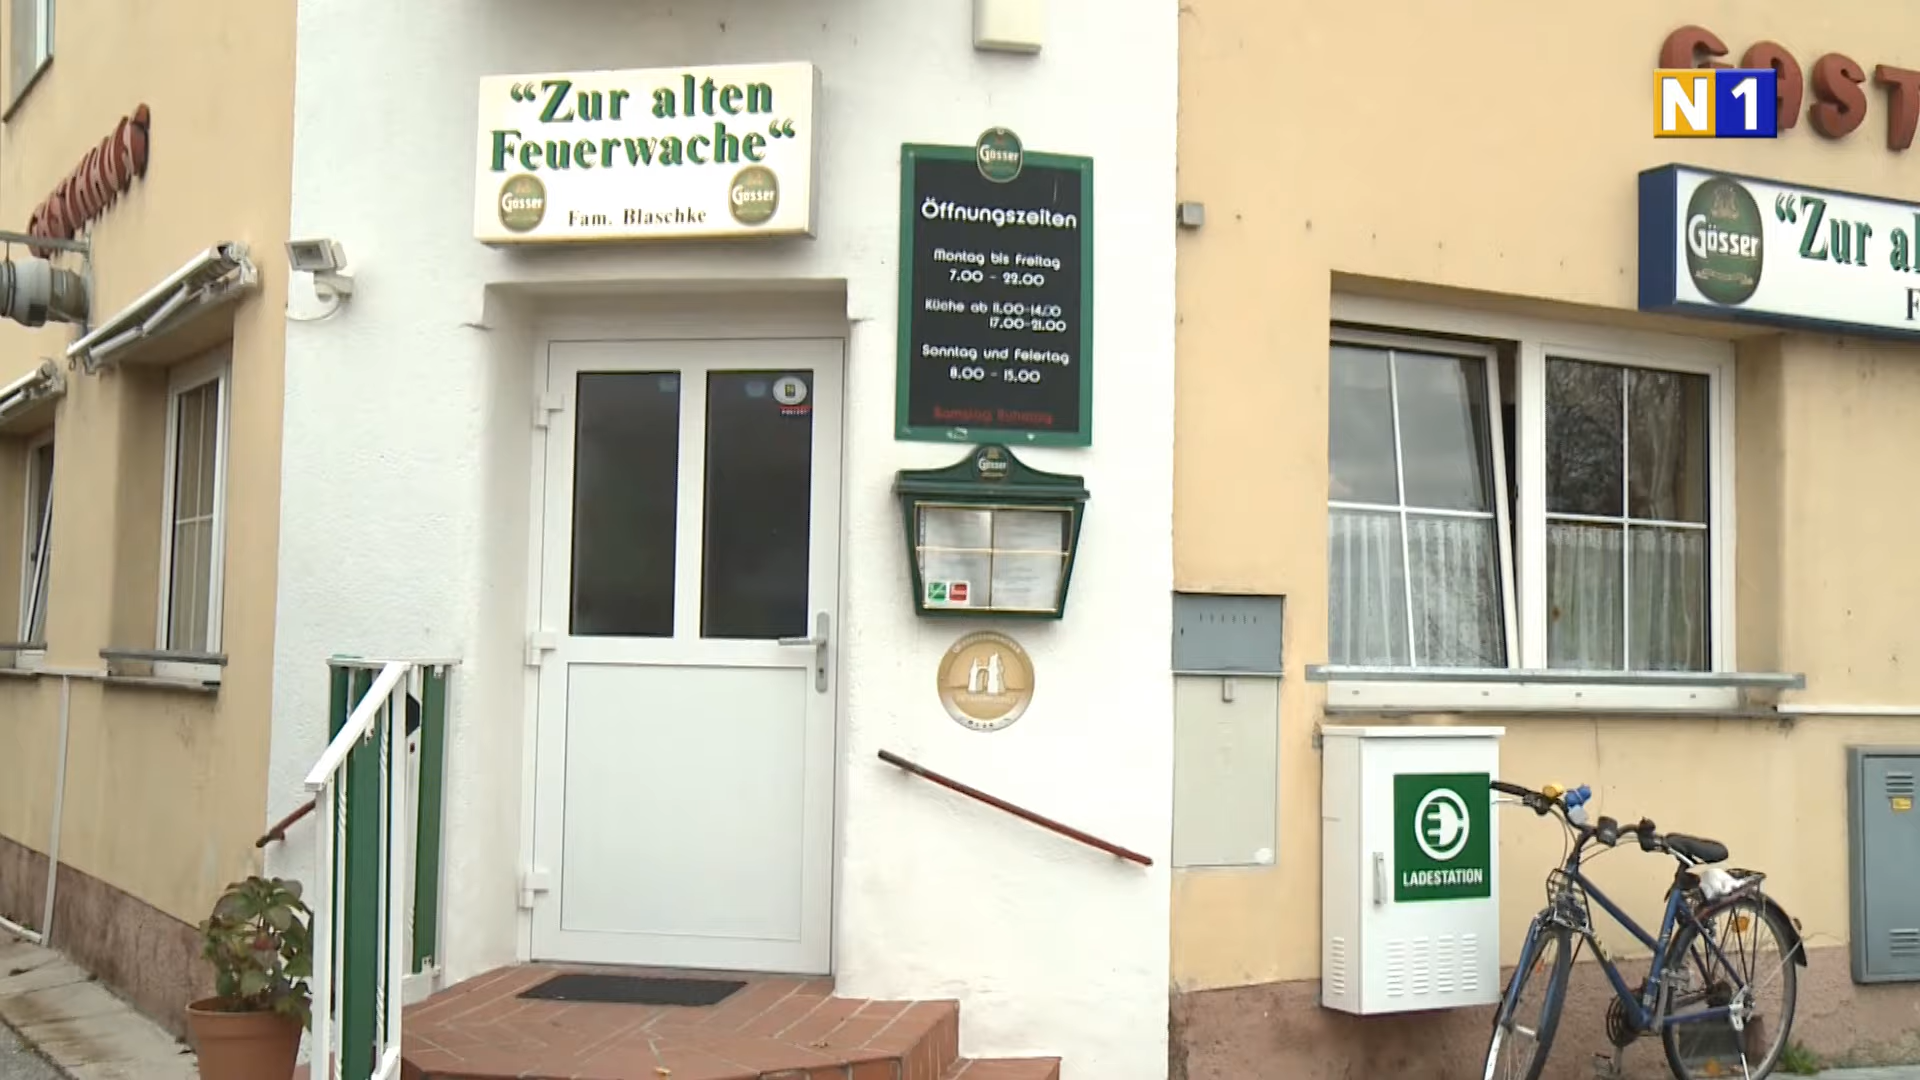 GASTHAUS
"Zur alten
Feuerwache"
Gösser
Gösser
Fam. Blaschke
Gösser
Öffnungszeiten
Montag bis Freitag
7.00 - 22.00
Küche ab 11.00-14.00
17.00-21.00
Sonntag und Feiertag
8.00 - 15.00
Samstag Ruhetag
Gösser
N1
GAST
Gösser
"Zur al
F
LADESTATION